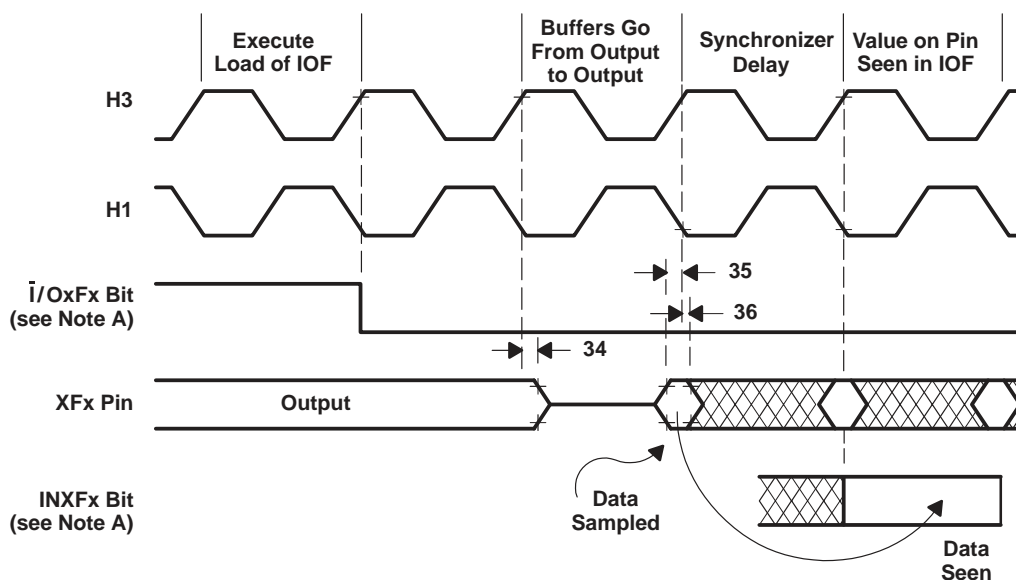 Execute
Load of IOF
Buffers Go
From Output
to Output
Synchronizer
Delay
Value on Pin
Seen in IOF
H3
H1
35
Ī/OxFx Bit
(see Note A)
36
34
XFx Pin
Output
INXFx Bit
(see Note A)
Data
Sampled
Data
Seen